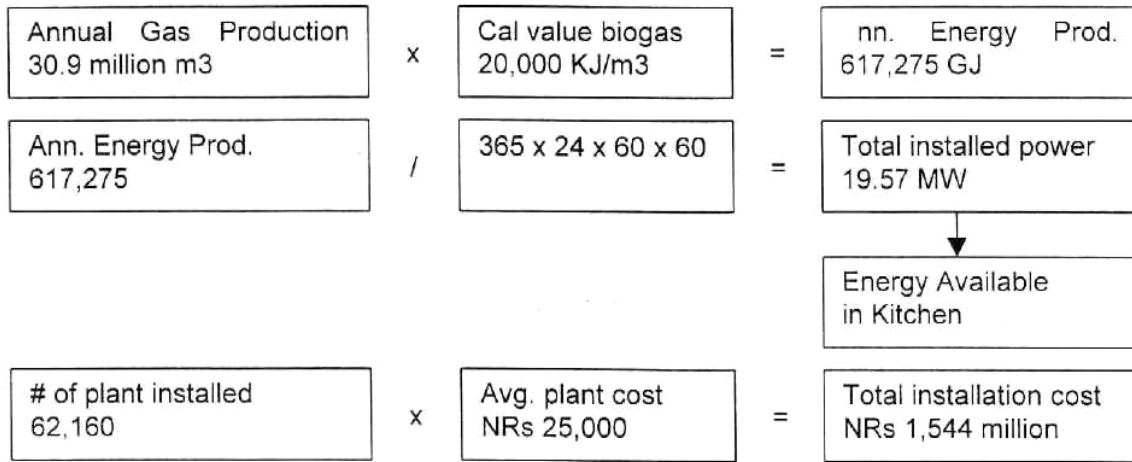 Annual Gas Production x Cal value biogas = nn. Energy Prod.
30.9 million m3 20,000 KJ/m3 617,275 GJ
Ann. Energy Prod. / 365 x 24 x 60 x 60 = Total installed power
617,275 19.57 MW
Energy Available
in Kitchen
# of plant installed x Avg. plant cost = Total installation cost
62,160 NRs 25,000 NRs 1,544 million